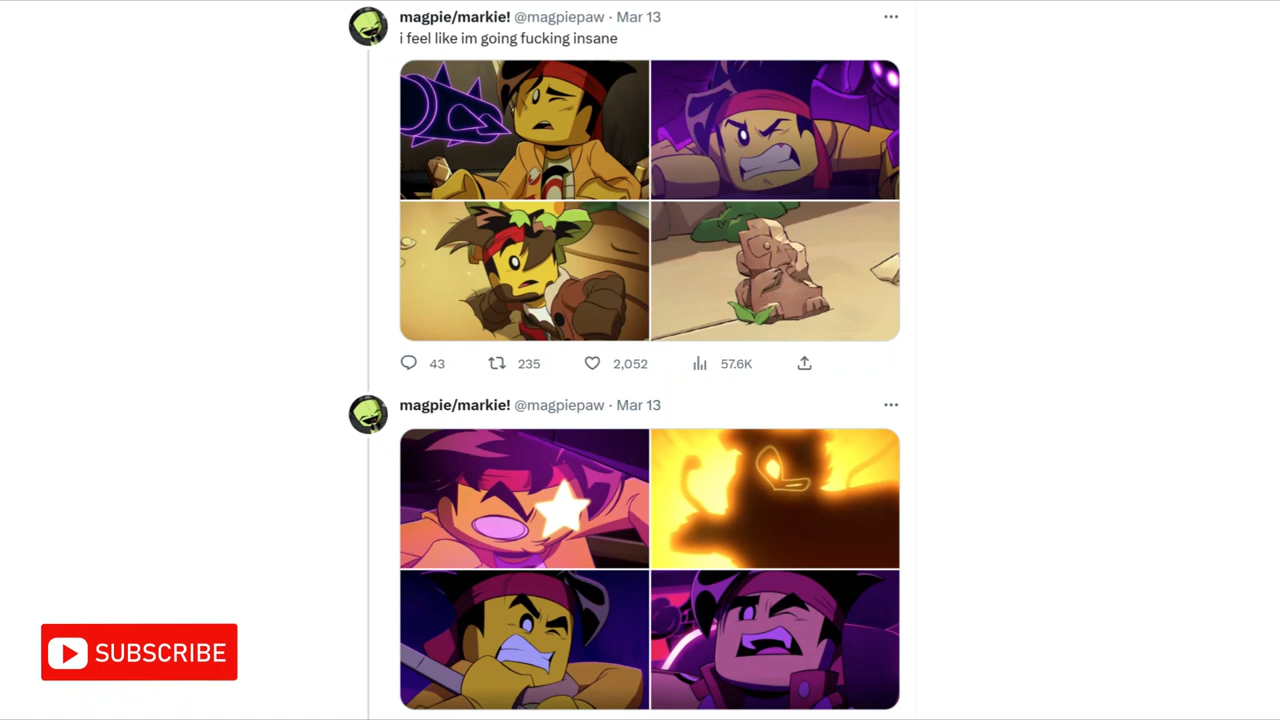 magpie/markie! @magpiepaw · Mar 13
i feel like im going fucking insane
43 235 2,052 57.6K
magpie/markie! @magpiepaw · Mar 13
SUBSCRIBE